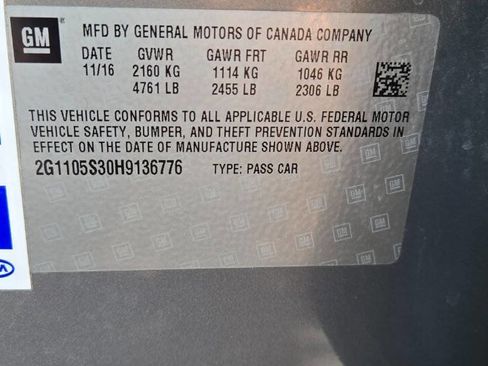 GM MFD BY GENERAL MOTORS OF CANADA COMPANY
DATE GVWR GAWR FRT GAWR RR
11/16 2160 KG 1114 KG 1046 KG
4761 LB 2455 LB 2306 LB
THIS VEHICLE CONFORMS TO ALL APPLICABLE U.S. FEDERAL MOTOR
VEHICLE SAFETY, BUMPER, AND THEFT PREVENTION STANDARDS IN
EFFECT ON THE DATE OF MANUFACTURE SHOWN ABOVE.
2G1105S30H9136776 TYPE: PASS CAR